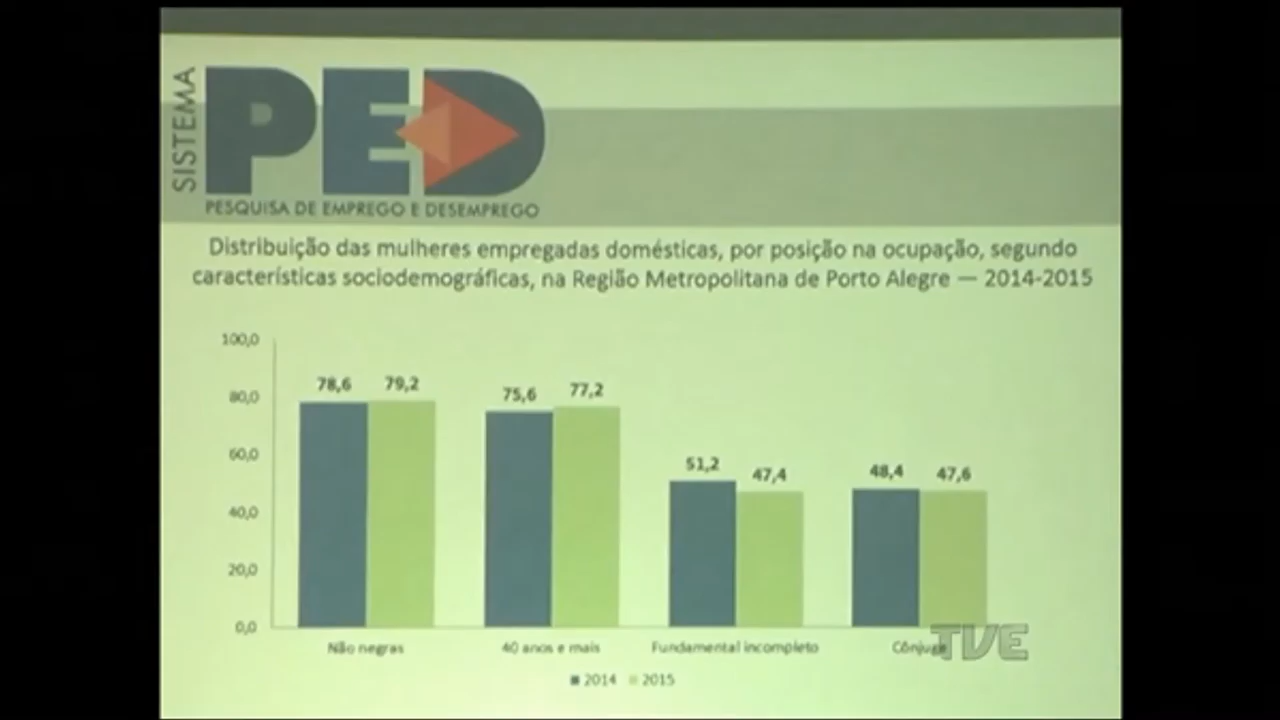 SISTEMA
PED
PESQUISA DE EMPREGO E DESEMPREGO
Distribuição das mulheres empregadas domésticas, por posição na ocupação, segundo
características sociodemográficas, na Região Metropolitana de Porto Alegre — 2014-2015
100,0
80,0
60,0
40,0
20,0
0,0
78,6 79,2
75,6 77,2
51,2 47,4
48,4 47,6
Não negras 40 anos e mais Fundamental incompleto Cônjuge
TVE
2014 2015